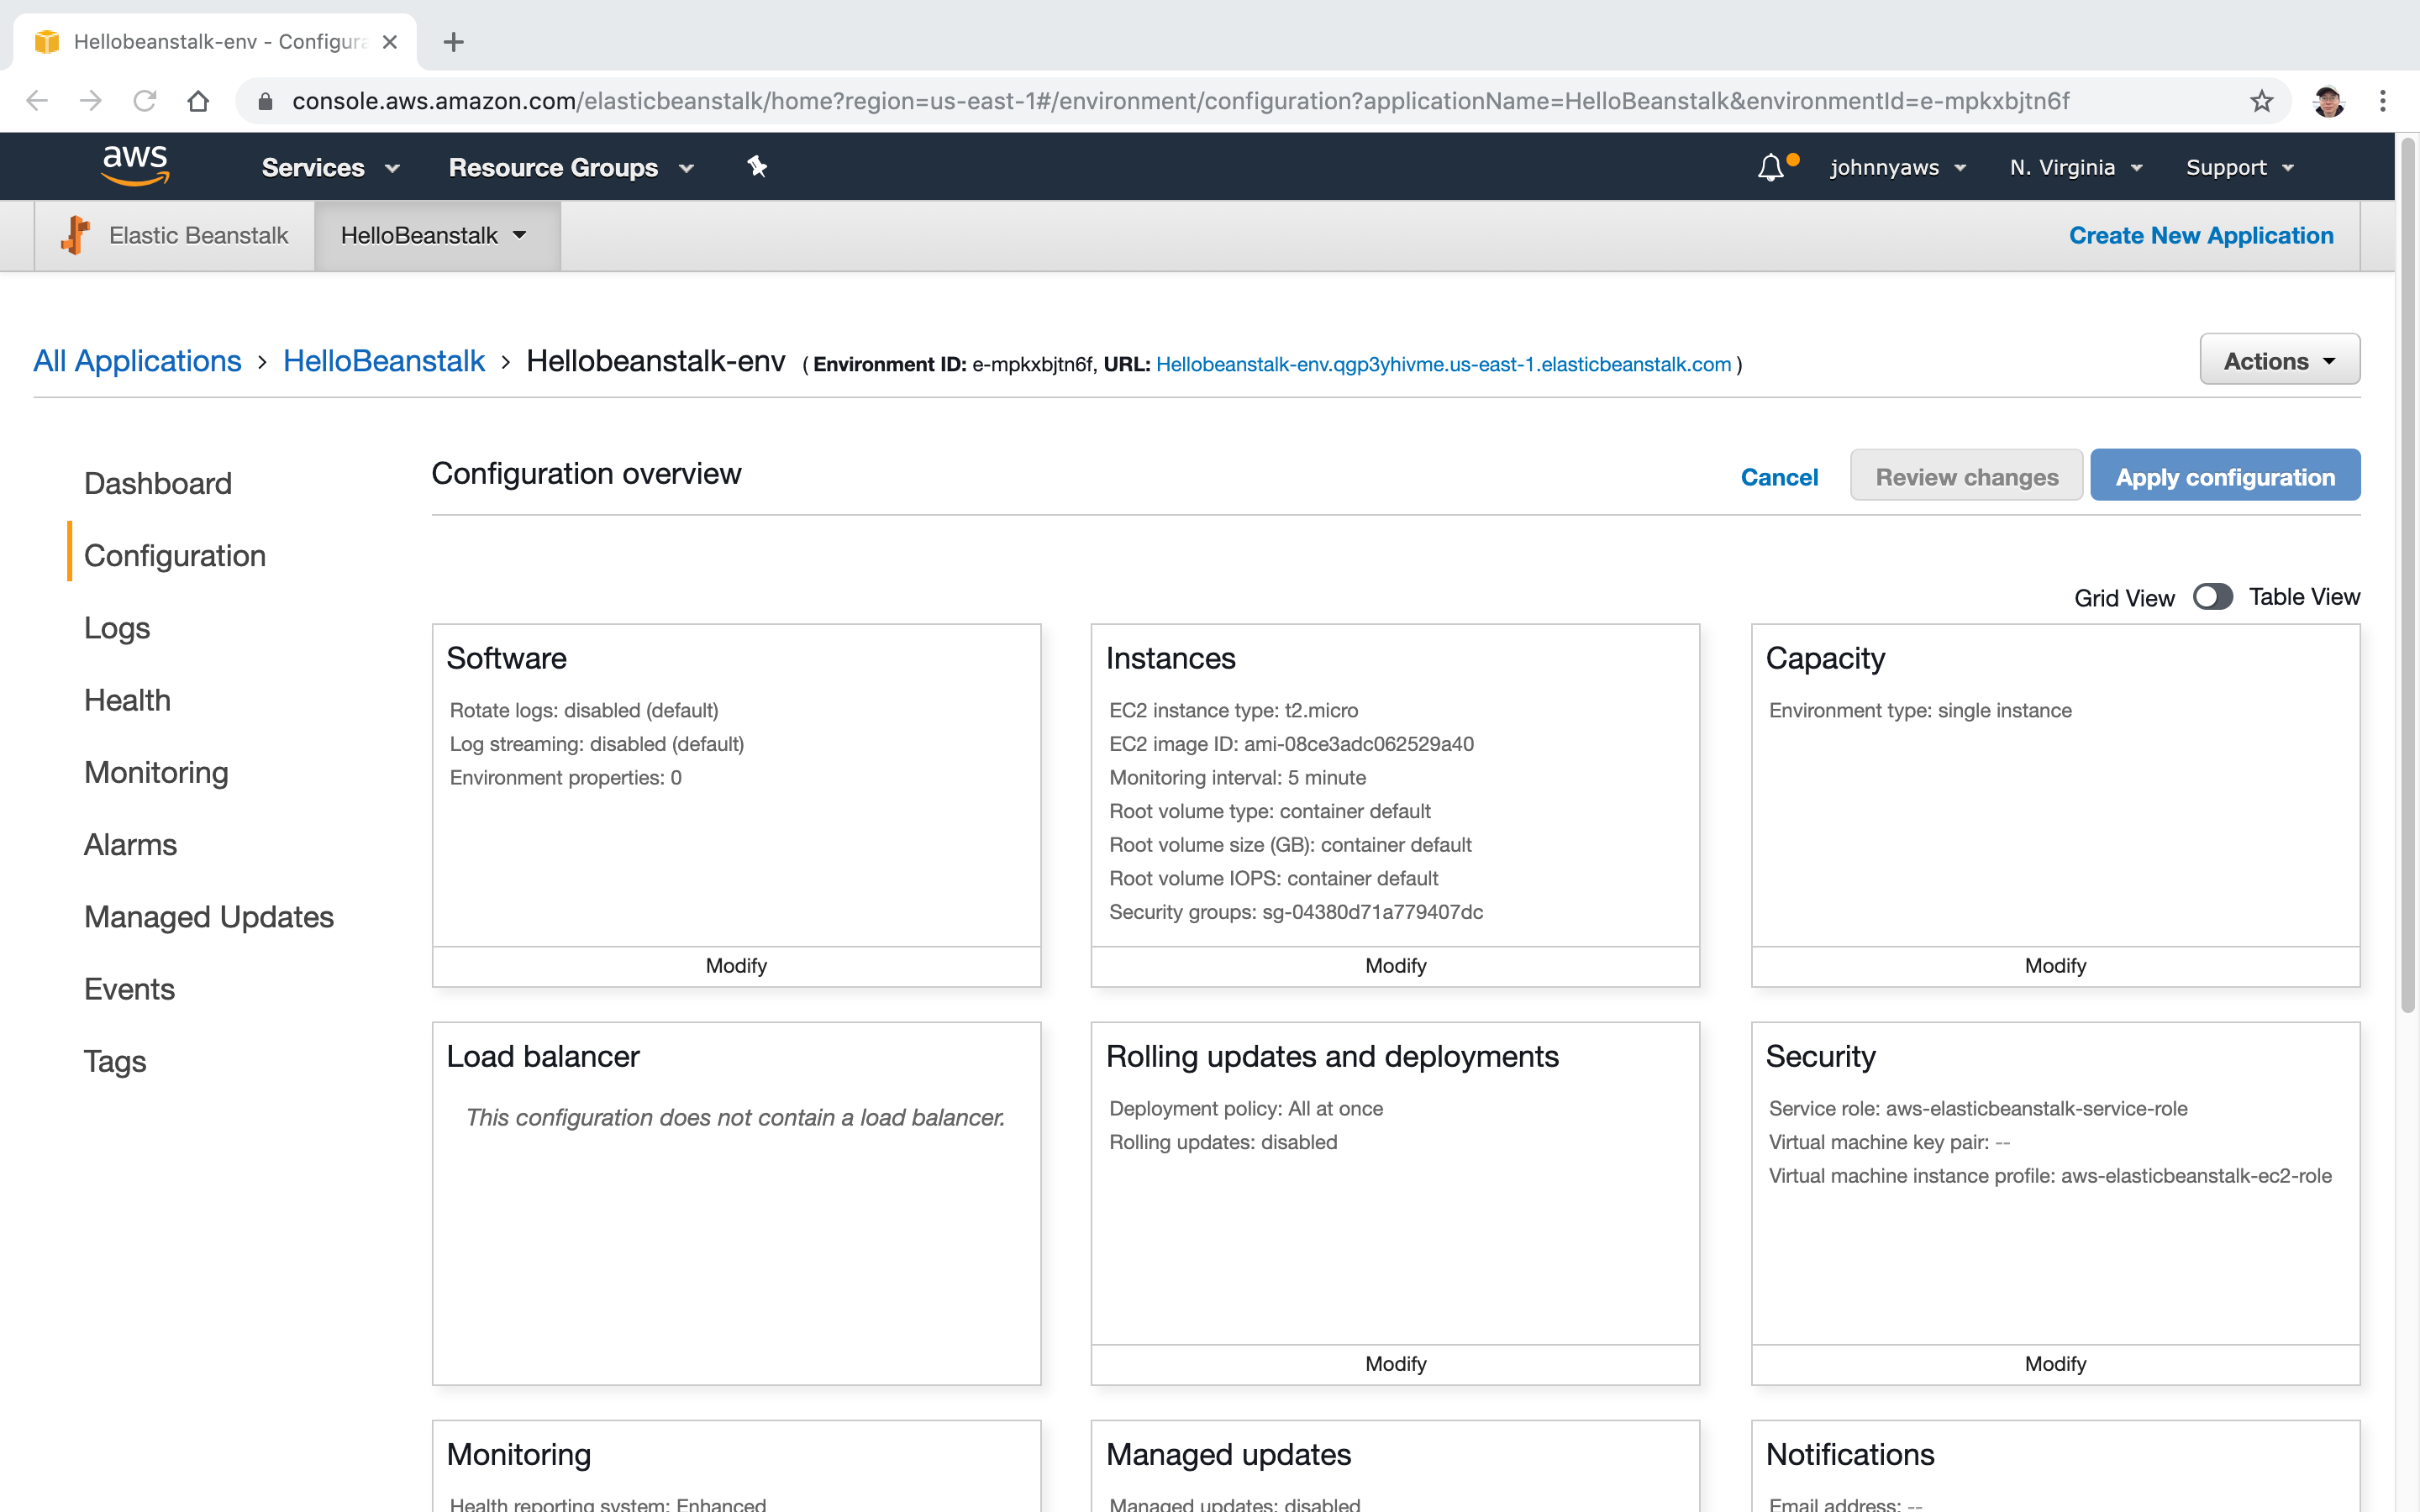 Hellobeanstalk-env - Configura
console.aws.amazon.com/elasticbeanstalk/home?region=us-east-1#/environment/configuration?applicationName=HelloBeanstalk&environmentId=e-mpkxbjtn6f
aws
Services
Resource Groups
johnnyaws
N. Virginia
Support
Elastic Beanstalk
HelloBeanstalk
Create New Application
All Applications > HelloBeanstalk > Hellobeanstalk-env ( Environment ID: e-mpkxbjtn6f, URL: Hellobeanstalk-env.qgp3yhivme.us-east-1.elasticbeanstalk.com )
Actions
Dashboard
Configuration
Logs
Health
Monitoring
Alarms
Managed Updates
Events
Tags
Configuration overview
Cancel
Review changes
Apply configuration
Grid View
Table View
Software
Rotate logs: disabled (default)
Log streaming: disabled (default)
Environment properties: 0
Modify
Instances
EC2 instance type: t2.micro
EC2 image ID: ami-08ce3adc062529a40
Monitoring interval: 5 minute
Root volume type: container default
Root volume size (GB): container default
Root volume IOPS: container default
Security groups: sg-04380d71a779407dc
Modify
Capacity
Environment type: single instance
Modify
Load balancer
This configuration does not contain a load balancer.
Rolling updates and deployments
Deployment policy: All at once
Rolling updates: disabled
Modify
Security
Service role: aws-elasticbeanstalk-service-role
Virtual machine key pair: --
Virtual machine instance profile: aws-elasticbeanstalk-ec2-role
Modify
Monitoring
Health reporting system: Enhanced
Managed updates
Managed updates: disabled
Notifications
Email address: --